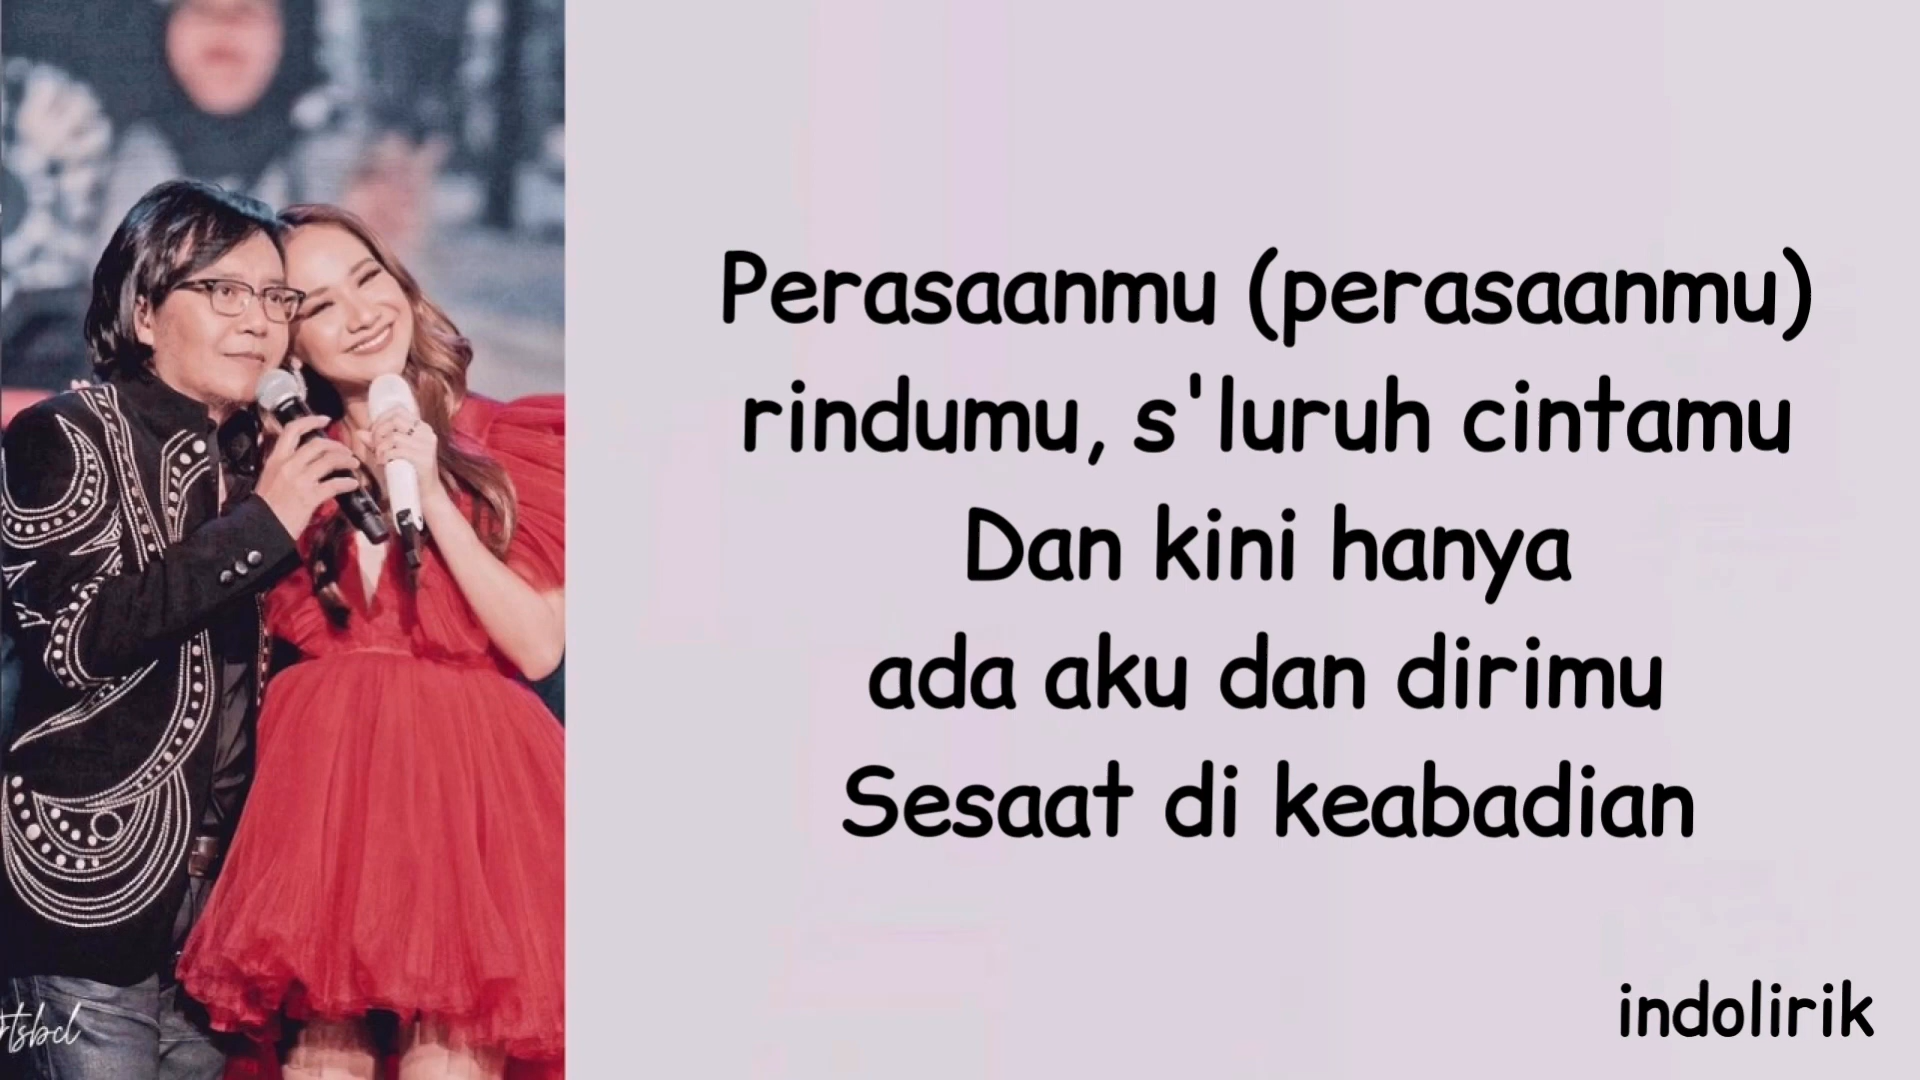 Perasaanmu (perasaanmu)
rindumu, s'luruh cintamu
Dan kini hanya
ada aku dan dirimu
Sesaat di keabadian
indolirik